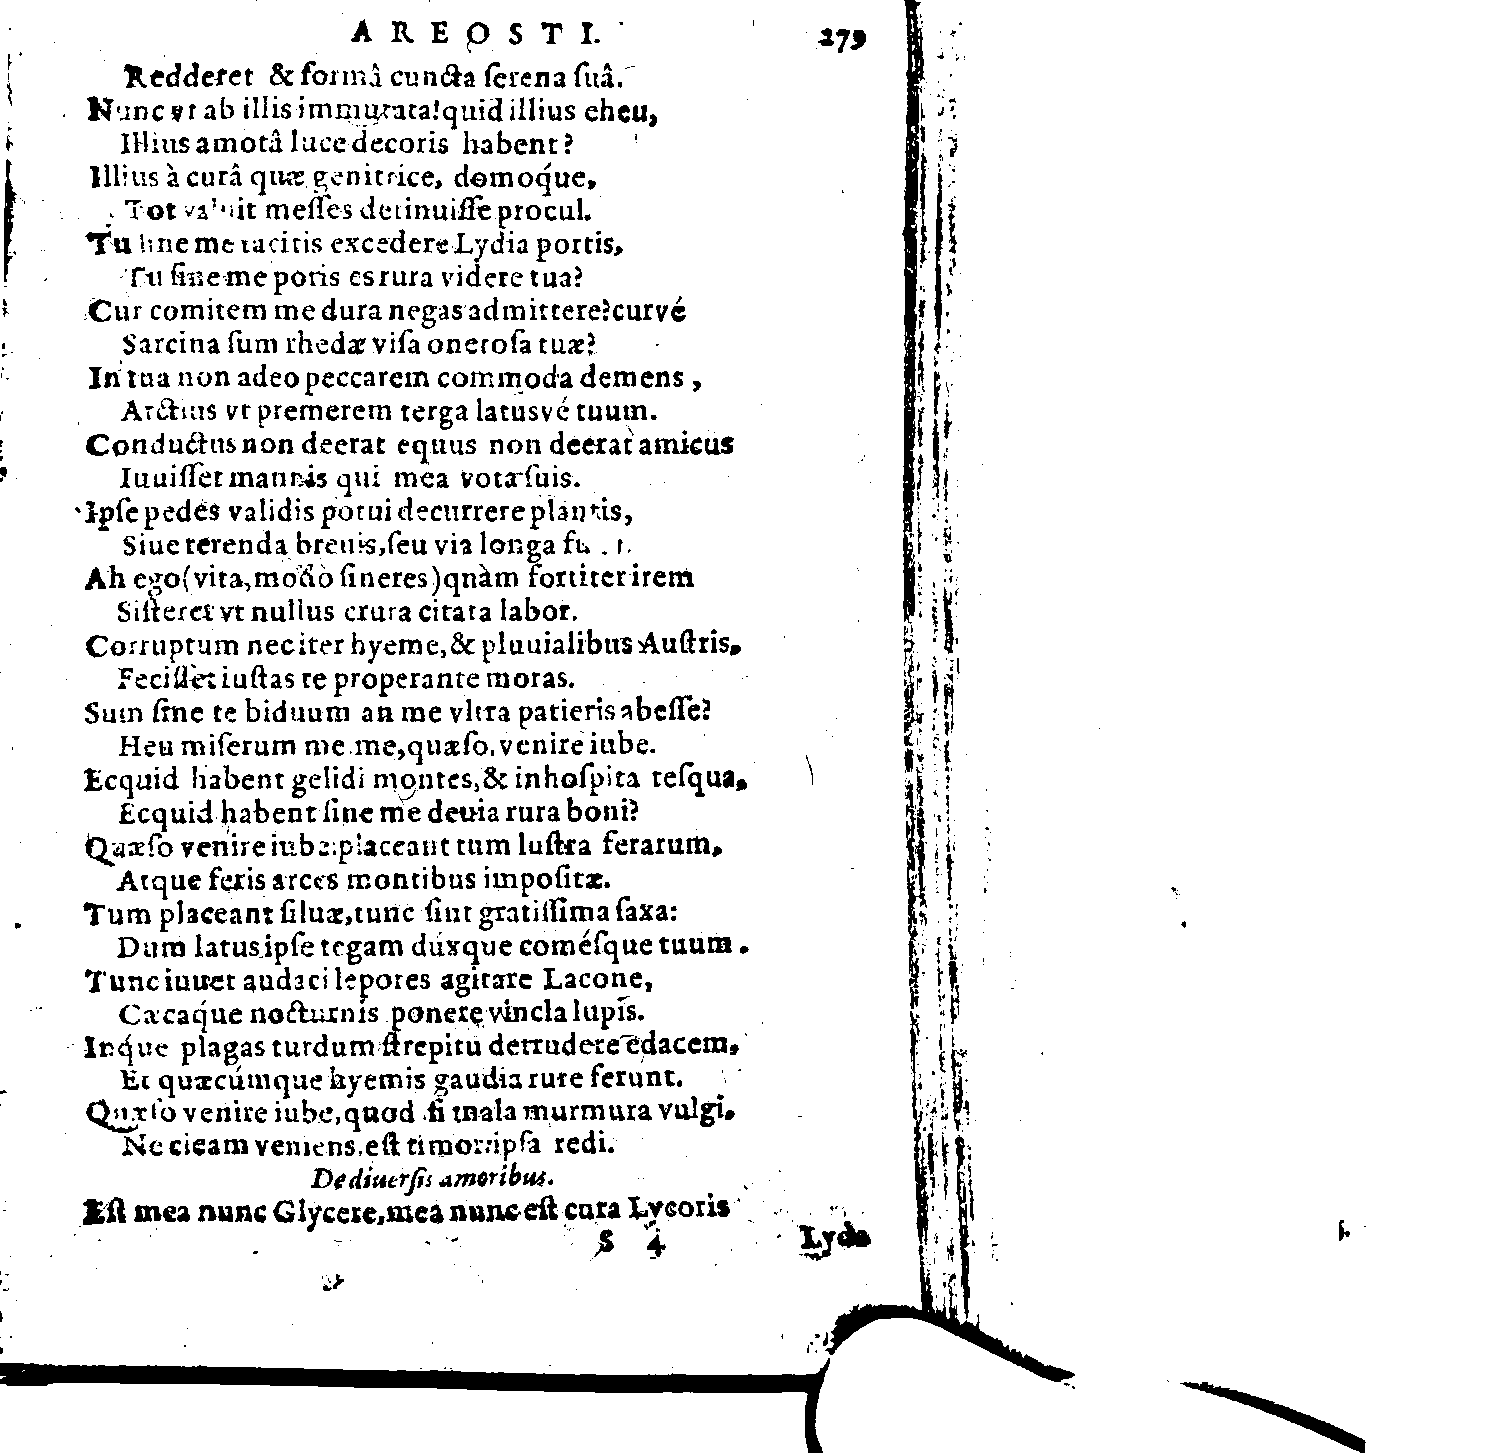 AREOSTI. 279
Redderet & formâ cuncta ſerena ſuâ.
Nunc vt ab illis immutata! quid illius eheu,
Illius amotâ luce decoris habent?
Illius à curâ quæ genitrice, domoq́ue,
Tot valuit meſſes detinuiſſe procul.
Tu ſine me tacitis excedere Lydia portis,
Tu ſine me potis es rura videre tua?
Cur comitem me dura negas admittere? curvé
Sarcina ſum rhedæ viſa oneroſa tuæ?
In tua non adeo peccarem commoda demens,
Arctius vt premerem terga latusvé tuum.
Conductus non deerat equus non deerat amicus
Iuuiſſet mannis qui mea vota ſuis.
Ipſe pedes validis potui decurrere plantis,
Siue terenda breuis, ſeu via longa
Ah ego (vita, modò ſineres) qnàm fortiter irem
Siſteret vt nullus crura citata labor.
Corruptum nec iter hyeme, & pluuialibus Auſtris,
Feciſſet iuſtas te properante moras.
Sum ſine te biduum an me vltra patieris abeſſe?
Heu miſerum me me, quæſo, venire iube.
Ecquid habent gelidi montes, & inhoſpita teſqua,
Ecquid habent ſine me deuia rura boni?
Quæſo venire iube: placeant tum luſtra ferarum,
Atque feris arces montibus impoſitæ.
Tum placeant ſiluæ, tunc ſint gratiſſima ſaxa:
Dum latus ipſe tegam dúxque coméſque tuum.
Tunc iuuet audaci lepores agitare Lacone,
Cæcaq́ue nocturnis ponere vincla lupis.
Inq́ue plagas turdum ſtrepitu detrudere edacem,
Et quæcúmque hyemis gaudia rure ferunt.
Quæſo venire iube, quod ſi mala murmura vulgi,
Ne cieam veniens, eſt timor: ipſa redi.
De diuerſis amoribus.
Eſt mea nunc Glycere, mea nunc eſt cura Lycoris
S 4 Lyda